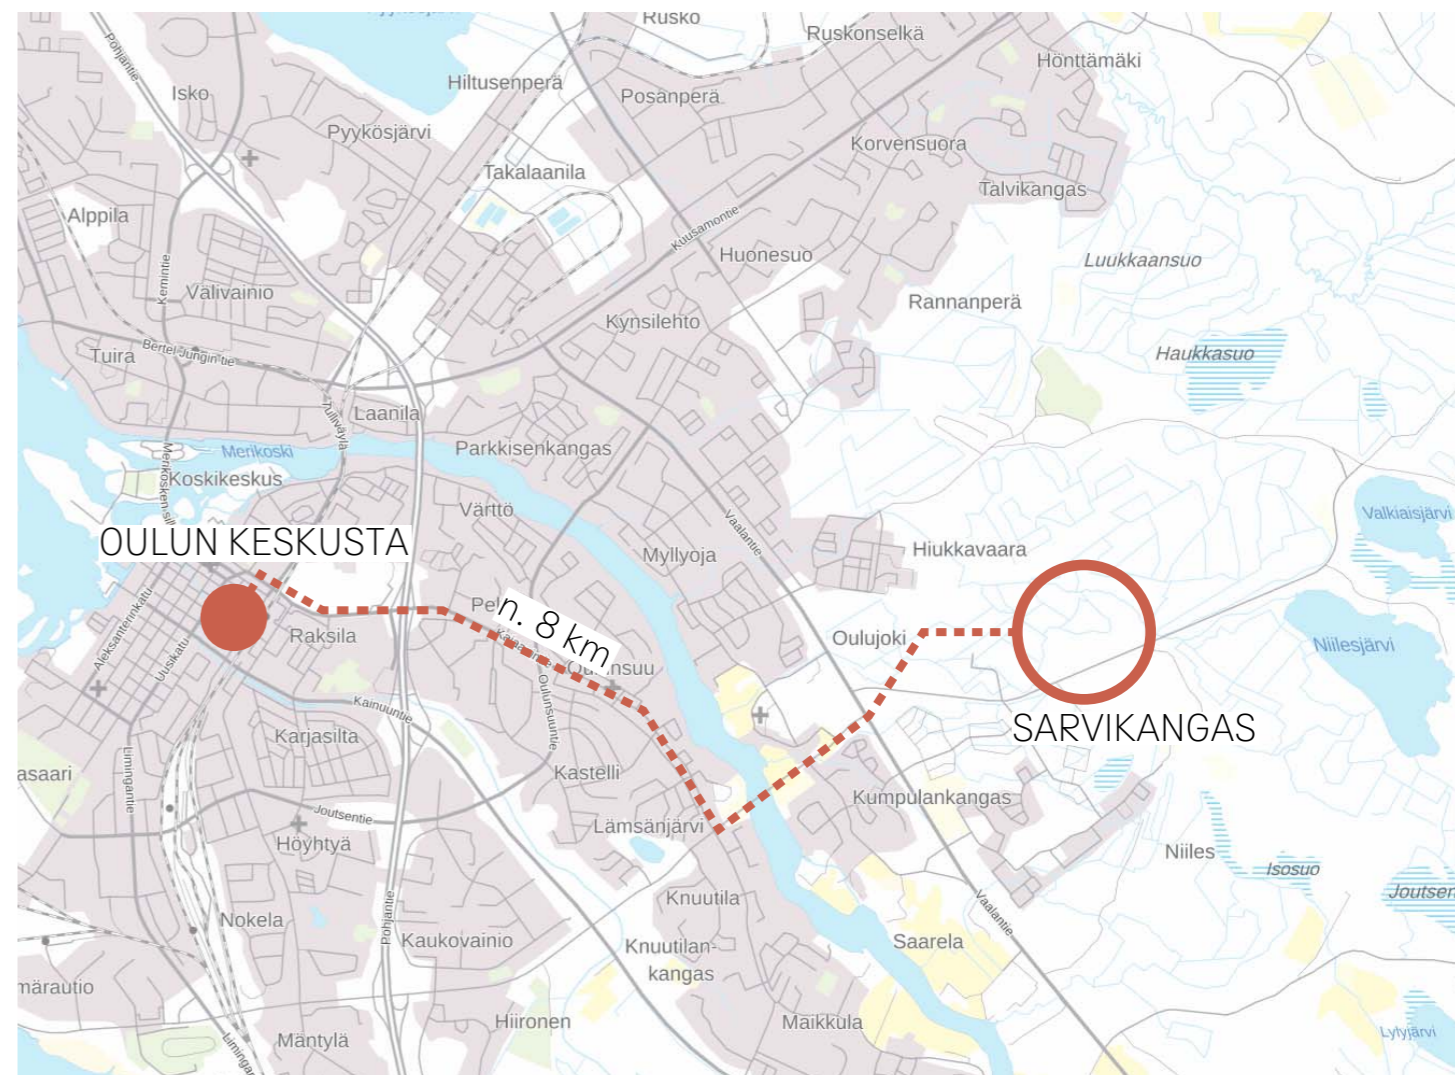 Rusko
Ruskonselkä
Hönttämäki
Pohjantie
Isko
Hiltusenperä
Posanperä
Pyykösjärvi
Korvensuora
Takalaanila
Talvikangas
Alppila
Kuusamontie
Huonesuo
Luukkaansuo
Kemintie
Välivainio
Rannanperä
Kynsilehto
Tuira
Bertel Jungin tie
Haukkasuo
Tulliväylä
Laanila
Merikoski
Parkkisenkangas
Koskikeskus
Värttö
Valkiaisjärvi
Vaalantie
OULUN KESKUSTA
Myllyoja
Hiukkavaara
Aleksanterinkatu
Uusikatu
Raksila
n. 8 km
Oulujoki
Niilesjärvi
Kainuuntie
Oulunsuuntie
SARVIKANGAS
Karjasilta
Limingantie
asaari
Kastelli
Joutsentie
Kumpulankangas
Lämsänjärvi
Höyhtyä
Niiles
Isosuo
Joutsen
Knuutila
Pohjantie
Vaalantie
Nokela
Kaukovainio
Knuutilan-
kangas
Saarela
märautio
Hiironen
Maikkula
Mäntylä
Lylyjärvi